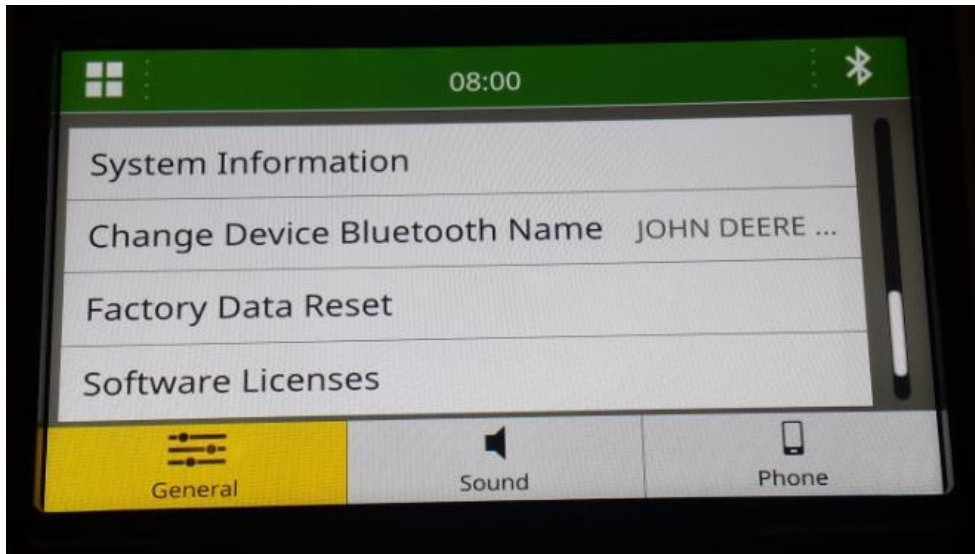 08:00
System Information
Change Device Bluetooth Name JOHN DEERE ...
Factory Data Reset
Software Licenses
General Sound Phone